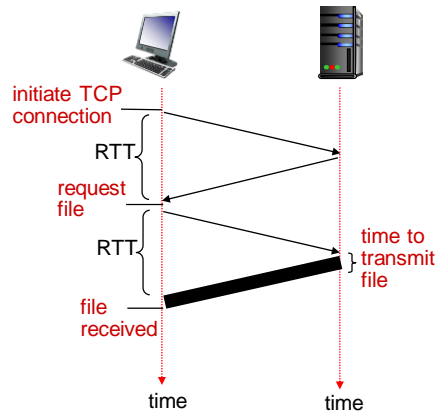 initiate TCP
connection
RTT
request
file
RTT
time to
transmit
file
file
received
time
time